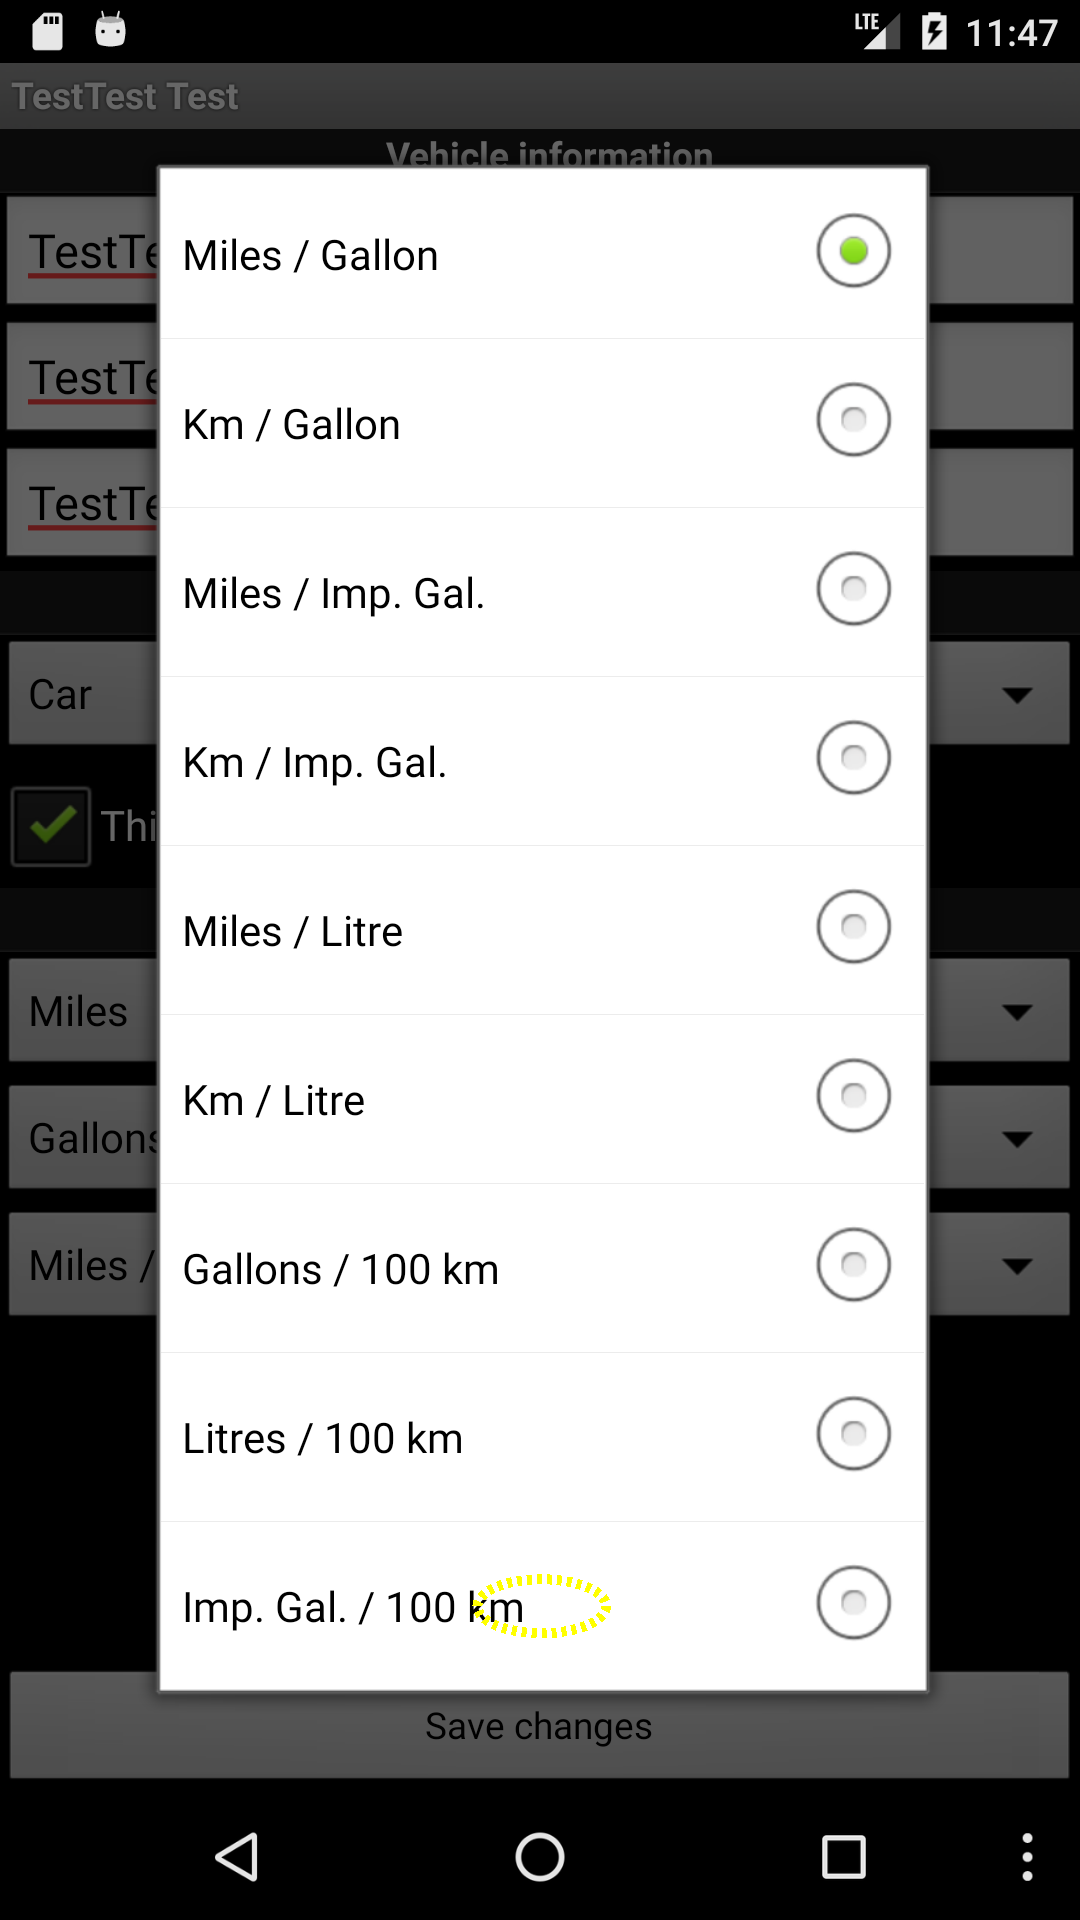 LTE 11:47
TestTest Test
Vehicle information
TestTe
TestTe
TestTe
Car
Thi
Miles
Gallons
Miles /
Miles / Gallon
Km / Gallon
Miles / Imp. Gal.
Km / Imp. Gal.
Miles / Litre
Km / Litre
Gallons / 100 km
Litres / 100 km
Imp. Gal. / 100 km
Save changes